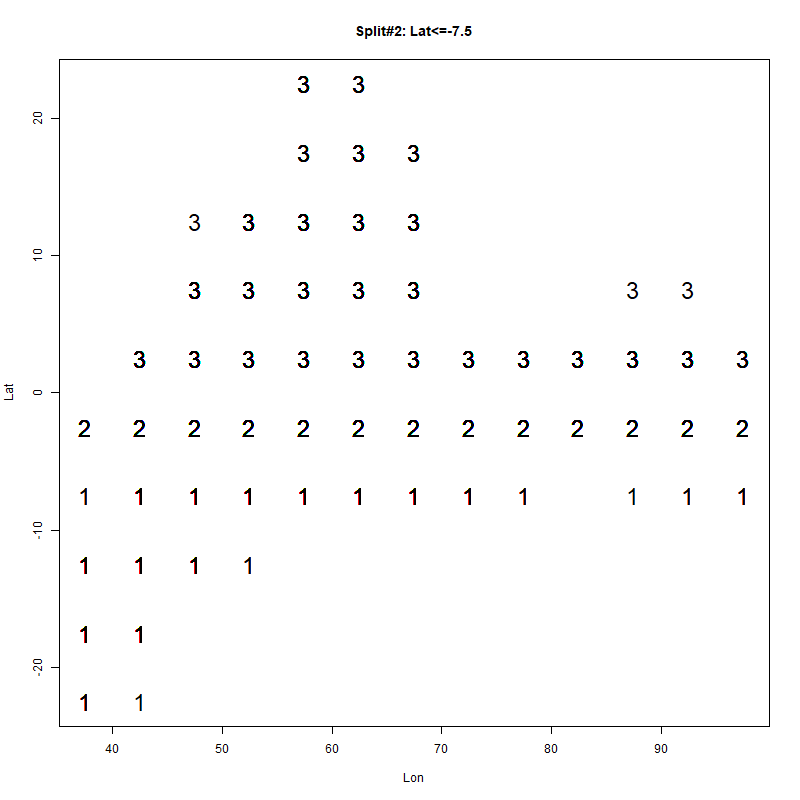 Split#2: Lat<=-7.5
3 3
20
3 3 3
3 3 3 3 3
10
3 3 3 3 3 3 3
3 3 3 3 3 3 3 3 3 3 3 3
0
Lat
2 2 2 2 2 2 2 2 2 2 2 2 2
1 1 1 1 1 1 1 1 1 1 1 1
-10
1 1 1 1
1 1
-20
1 1
40 50 60 70 80 90
Lon